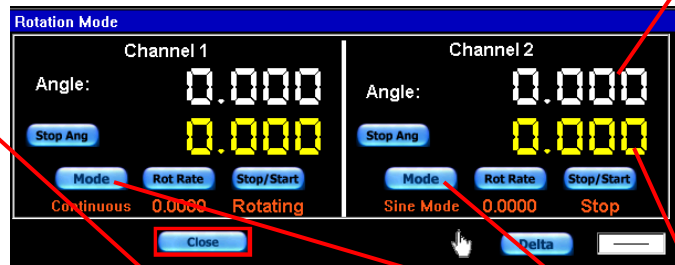 Rotation Mode
Channel 1
Angle: 0.000
Stop Ang 0.000
Mode Rot Rate Stop/Start
Continuous 0.0000 Rotating
Channel 2
Angle: 0.000
Stop Ang 0.000
Mode Rot Rate Stop/Start
Sine Mode 0.0000 Stop
Close Delta